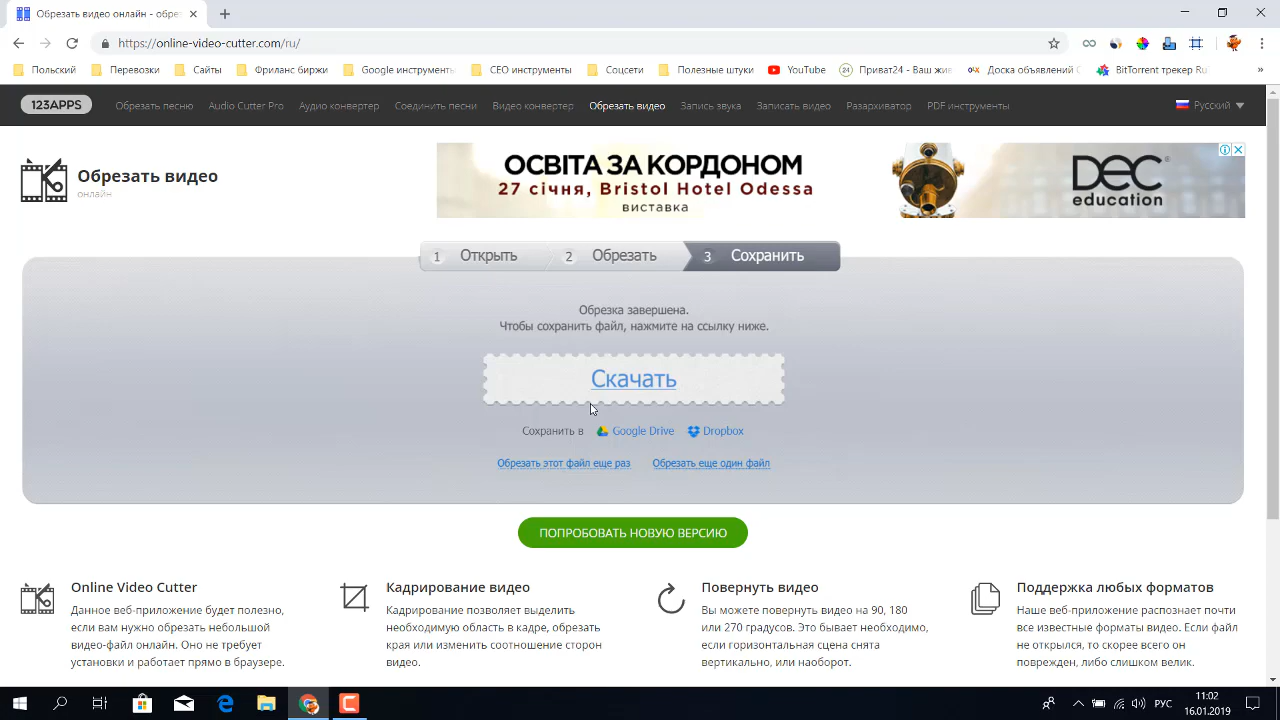 Обрезать видео онлайн - обре
https://online-video-cutter.com/ru/
Польский
Перевозки
Сайты
Фриланс биржи
Google инструменты
СЕО инструменты
Соцсети
Полезные штуки
YouTube
Приват24 - Ваш жив
Доска объявлений О
BitTorrent трекер Ru
123APPS
Обрезать песню
Audio Cutter Pro
Аудио конвертер
Соединить песни
Видео конвертер
Обрезать видео
Запись звука
Записать видео
Разархиватор
PDF инструменты
Русский
Обрезать видео
онлайн
ОСВІТА ЗА КОРДОНОМ
27 січня, Bristol Hotel Odessa
виставка
DEC
education
1 Открыть
2 Обрезать
3 Сохранить
Обрезка завершена.
Чтобы сохранить файл, нажмите на ссылку ниже.
Скачать
Сохранить в Google Drive Dropbox
Обрезать этот файл еще раз
Обрезать еще один файл
ПОПРОБОВАТЬ НОВУЮ ВЕРСИЮ
Online Video Cutter
Данное веб-приложение будет полезно,
если вам нужно обрезать небольшой
видео-файл онлайн. Оно не требует
установки и работает прямо в браузере.
Кадрирование видео
Кадрирование позволяет выделить
необходимую область в кадре, обрезать
края или изменить соотношение сторон
видео.
Повернуть видео
Вы можете повернуть видео на 90, 180
или 270 градусов. Это бывает необходимо,
если горизонтальная сцена снята
вертикально, или наоборот.
Поддержка любых форматов
Наше веб-приложение распознает почти
все известные форматы видео. Если файл
не открылся, то скорее всего он
поврежден, либо слишком велик.
РУС
11:02
16.01.2019